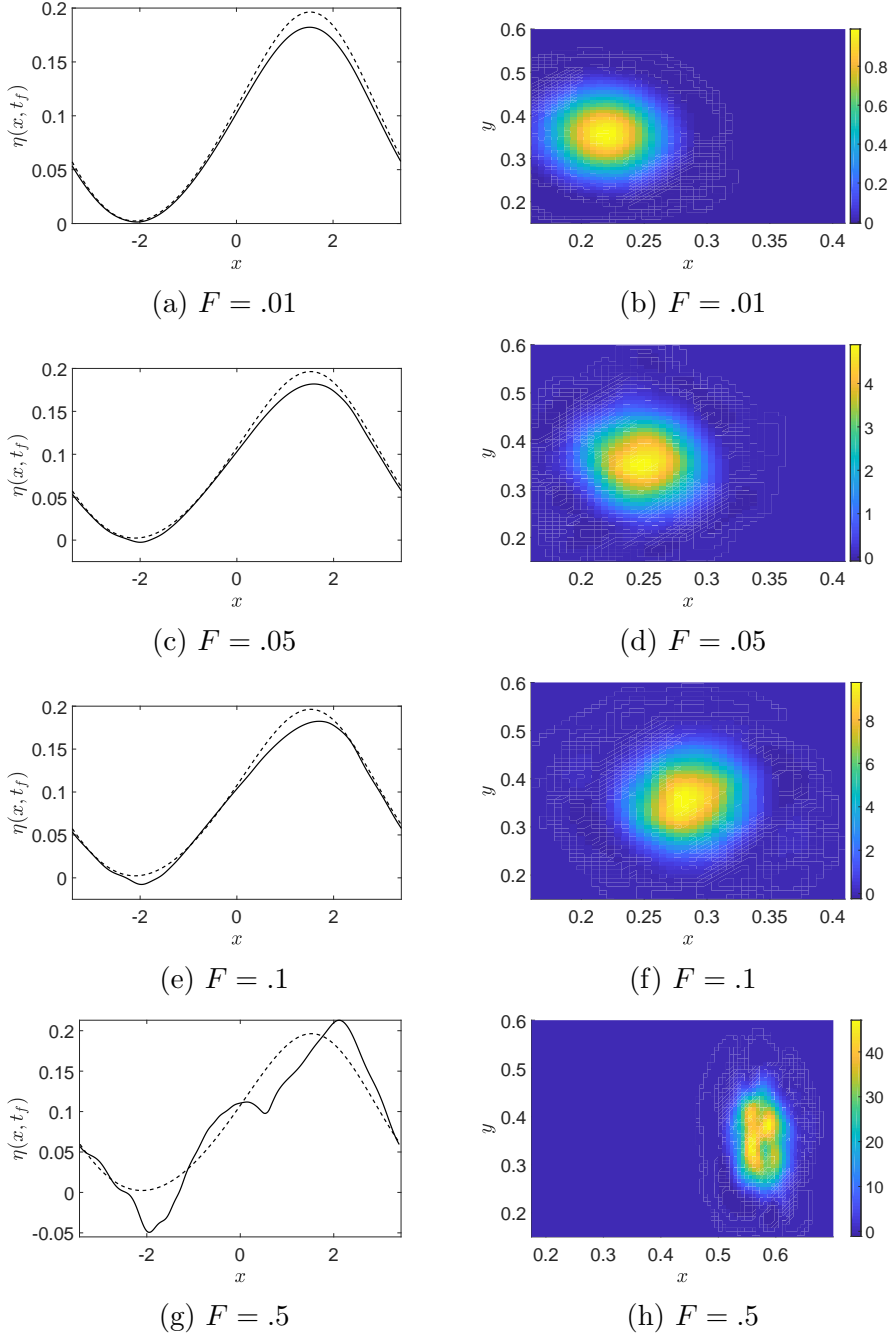 0.2
0.15
0.1
0.05
0
η(x, t_f)
-2 0 2
x
(a) F = .01
0.6
0.5
0.4
0.3
0.2
y
0.2 0.25 0.3 0.35 0.4
x
0.8
0.6
0.4
0.2
0
(b) F = .01
0.2
0.15
0.1
0.05
0
η(x, t_f)
-2 0 2
x
(c) F = .05
0.6
0.5
0.4
0.3
0.2
y
0.2 0.25 0.3 0.35 0.4
x
4
3
2
1
0
(d) F = .05
0.2
0.15
0.1
0.05
0
η(x, t_f)
-2 0 2
x
(e) F = .1
0.6
0.5
0.4
0.3
0.2
y
0.2 0.25 0.3 0.35 0.4
x
8
6
4
2
0
(f) F = .1
0.2
0.15
0.1
0.05
0
-0.05
η(x, t_f)
-2 0 2
x
(g) F = .5
0.6
0.5
0.4
0.3
0.2
y
0.2 0.3 0.4 0.5 0.6
x
40
30
20
10
0
(h) F = .5